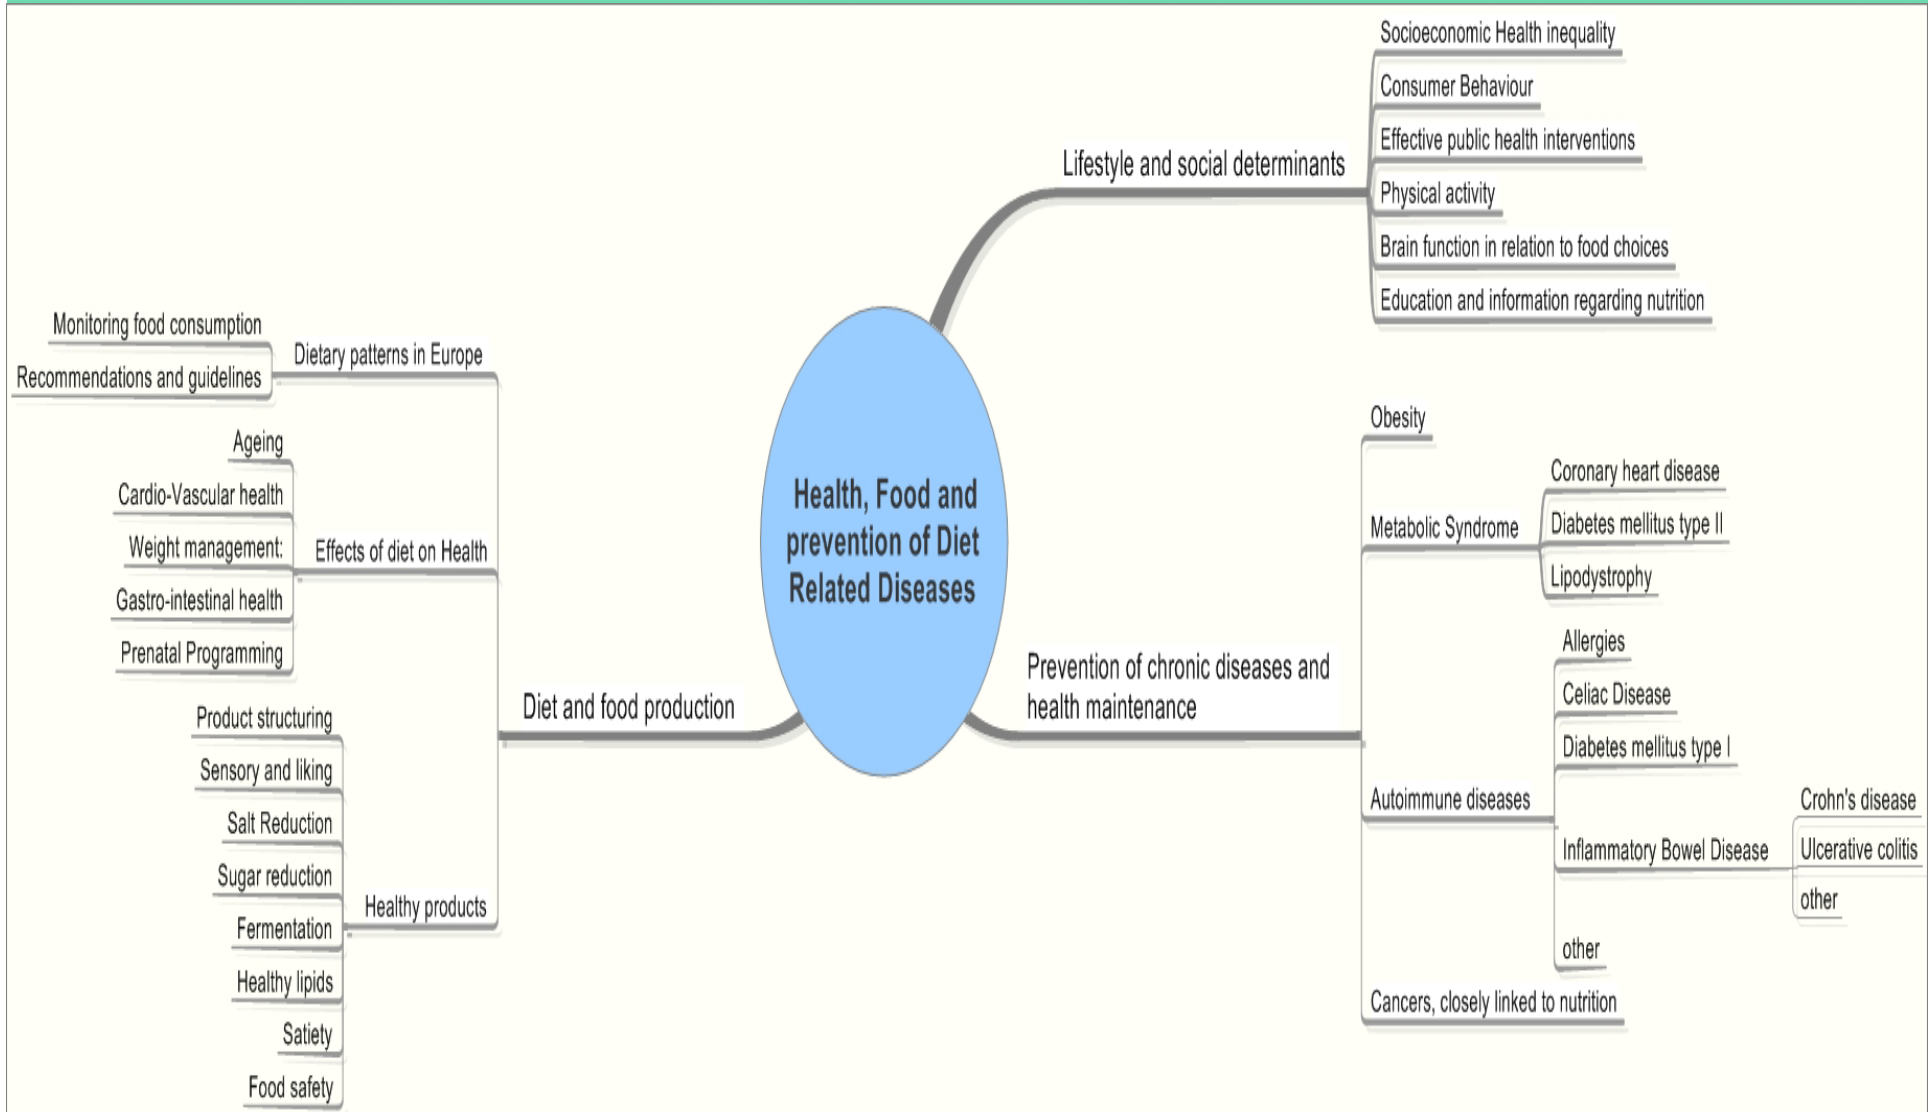 Health, Food and
prevention of Diet
Related Diseases
Lifestyle and social determinants
Socioeconomic Health inequality
Consumer Behaviour
Effective public health interventions
Physical activity
Brain function in relation to food choices
Education and information regarding nutrition
Prevention of chronic diseases and
health maintenance
Obesity
Metabolic Syndrome
Coronary heart disease
Diabetes mellitus type II
Lipodystrophy
Autoimmune diseases
Allergies
Celiac Disease
Diabetes mellitus type I
Inflammatory Bowel Disease
Crohn's disease
Ulcerative colitis
other
other
Cancers, closely linked to nutrition
Diet and food production
Dietary patterns in Europe
Monitoring food consumption
Recommendations and guidelines
Effects of diet on Health
Ageing
Cardio-Vascular health
Weight management:
Gastro-intestinal health
Prenatal Programming
Healthy products
Product structuring
Sensory and liking
Salt Reduction
Sugar reduction
Fermentation
Healthy lipids
Satiety
Food safety